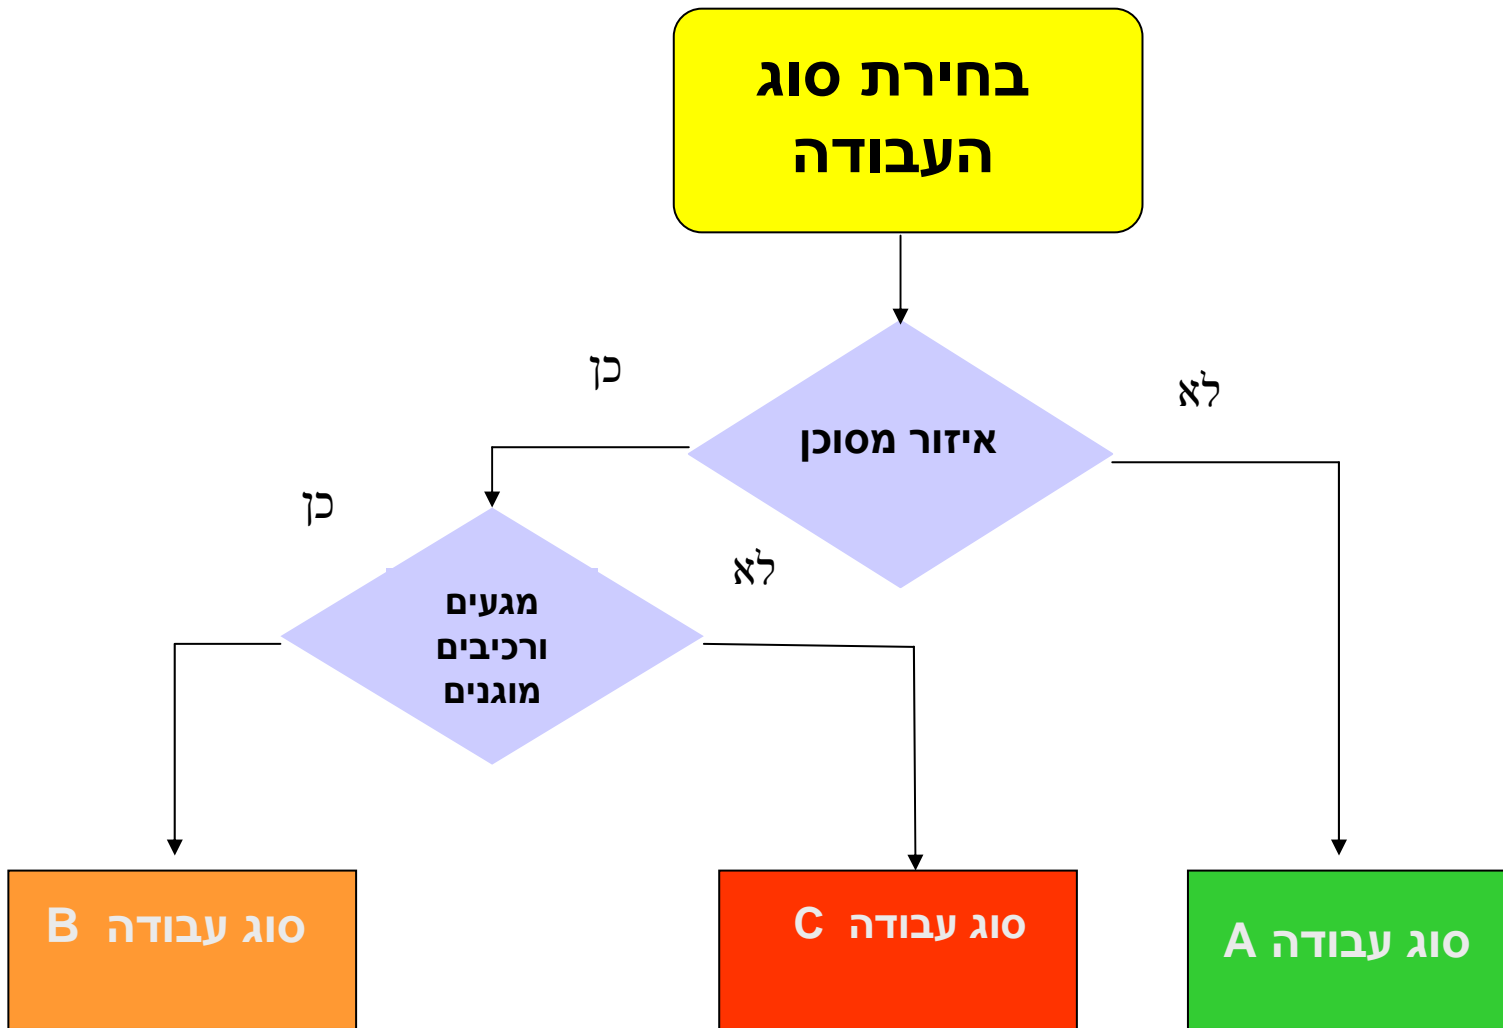 בחירת סוג
העבודה
כן
לא
איזור מסוכן
כן
לא
מגעים
ורכיבים
מוגנים
סוג עבודה A
סוג עבודה C
סוג עבודה B